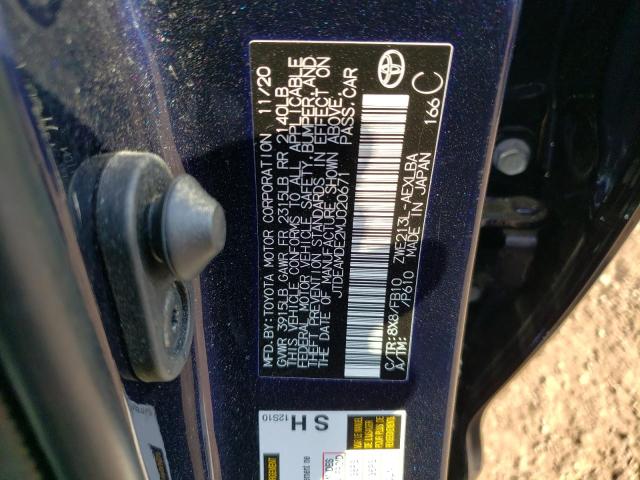 MFD.BY:TOYOTA MOTOR CORPORATION 11/20
GVWR 3915LB GAWR FR 2315LB RR 2140LB
THIS VEHICLE CONFORMS TO ALL APPLICABLE
FEDERAL MOTOR VEHICLE SAFETY, BUMPER, AND
THEFT PREVENTION STANDARDS IN EFFECT ON
THE DATE OF MANUFACTURE SHOWN ABOVE.
JTDEAMDE2MJ020671 PASS.CAR
C/TR:8X8/FB10 ZWE213L-AEXLBA
A/TM: /P610 MADE IN JAPAN
166 C
TOYOTA
SH
12S10